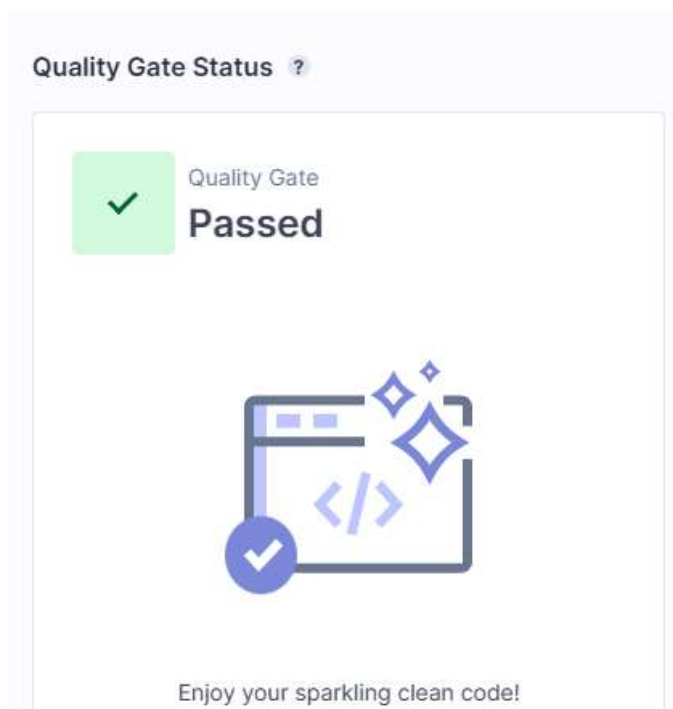 Quality Gate Status ?
Quality Gate
Passed
</>
Enjoy your sparkling clean code!